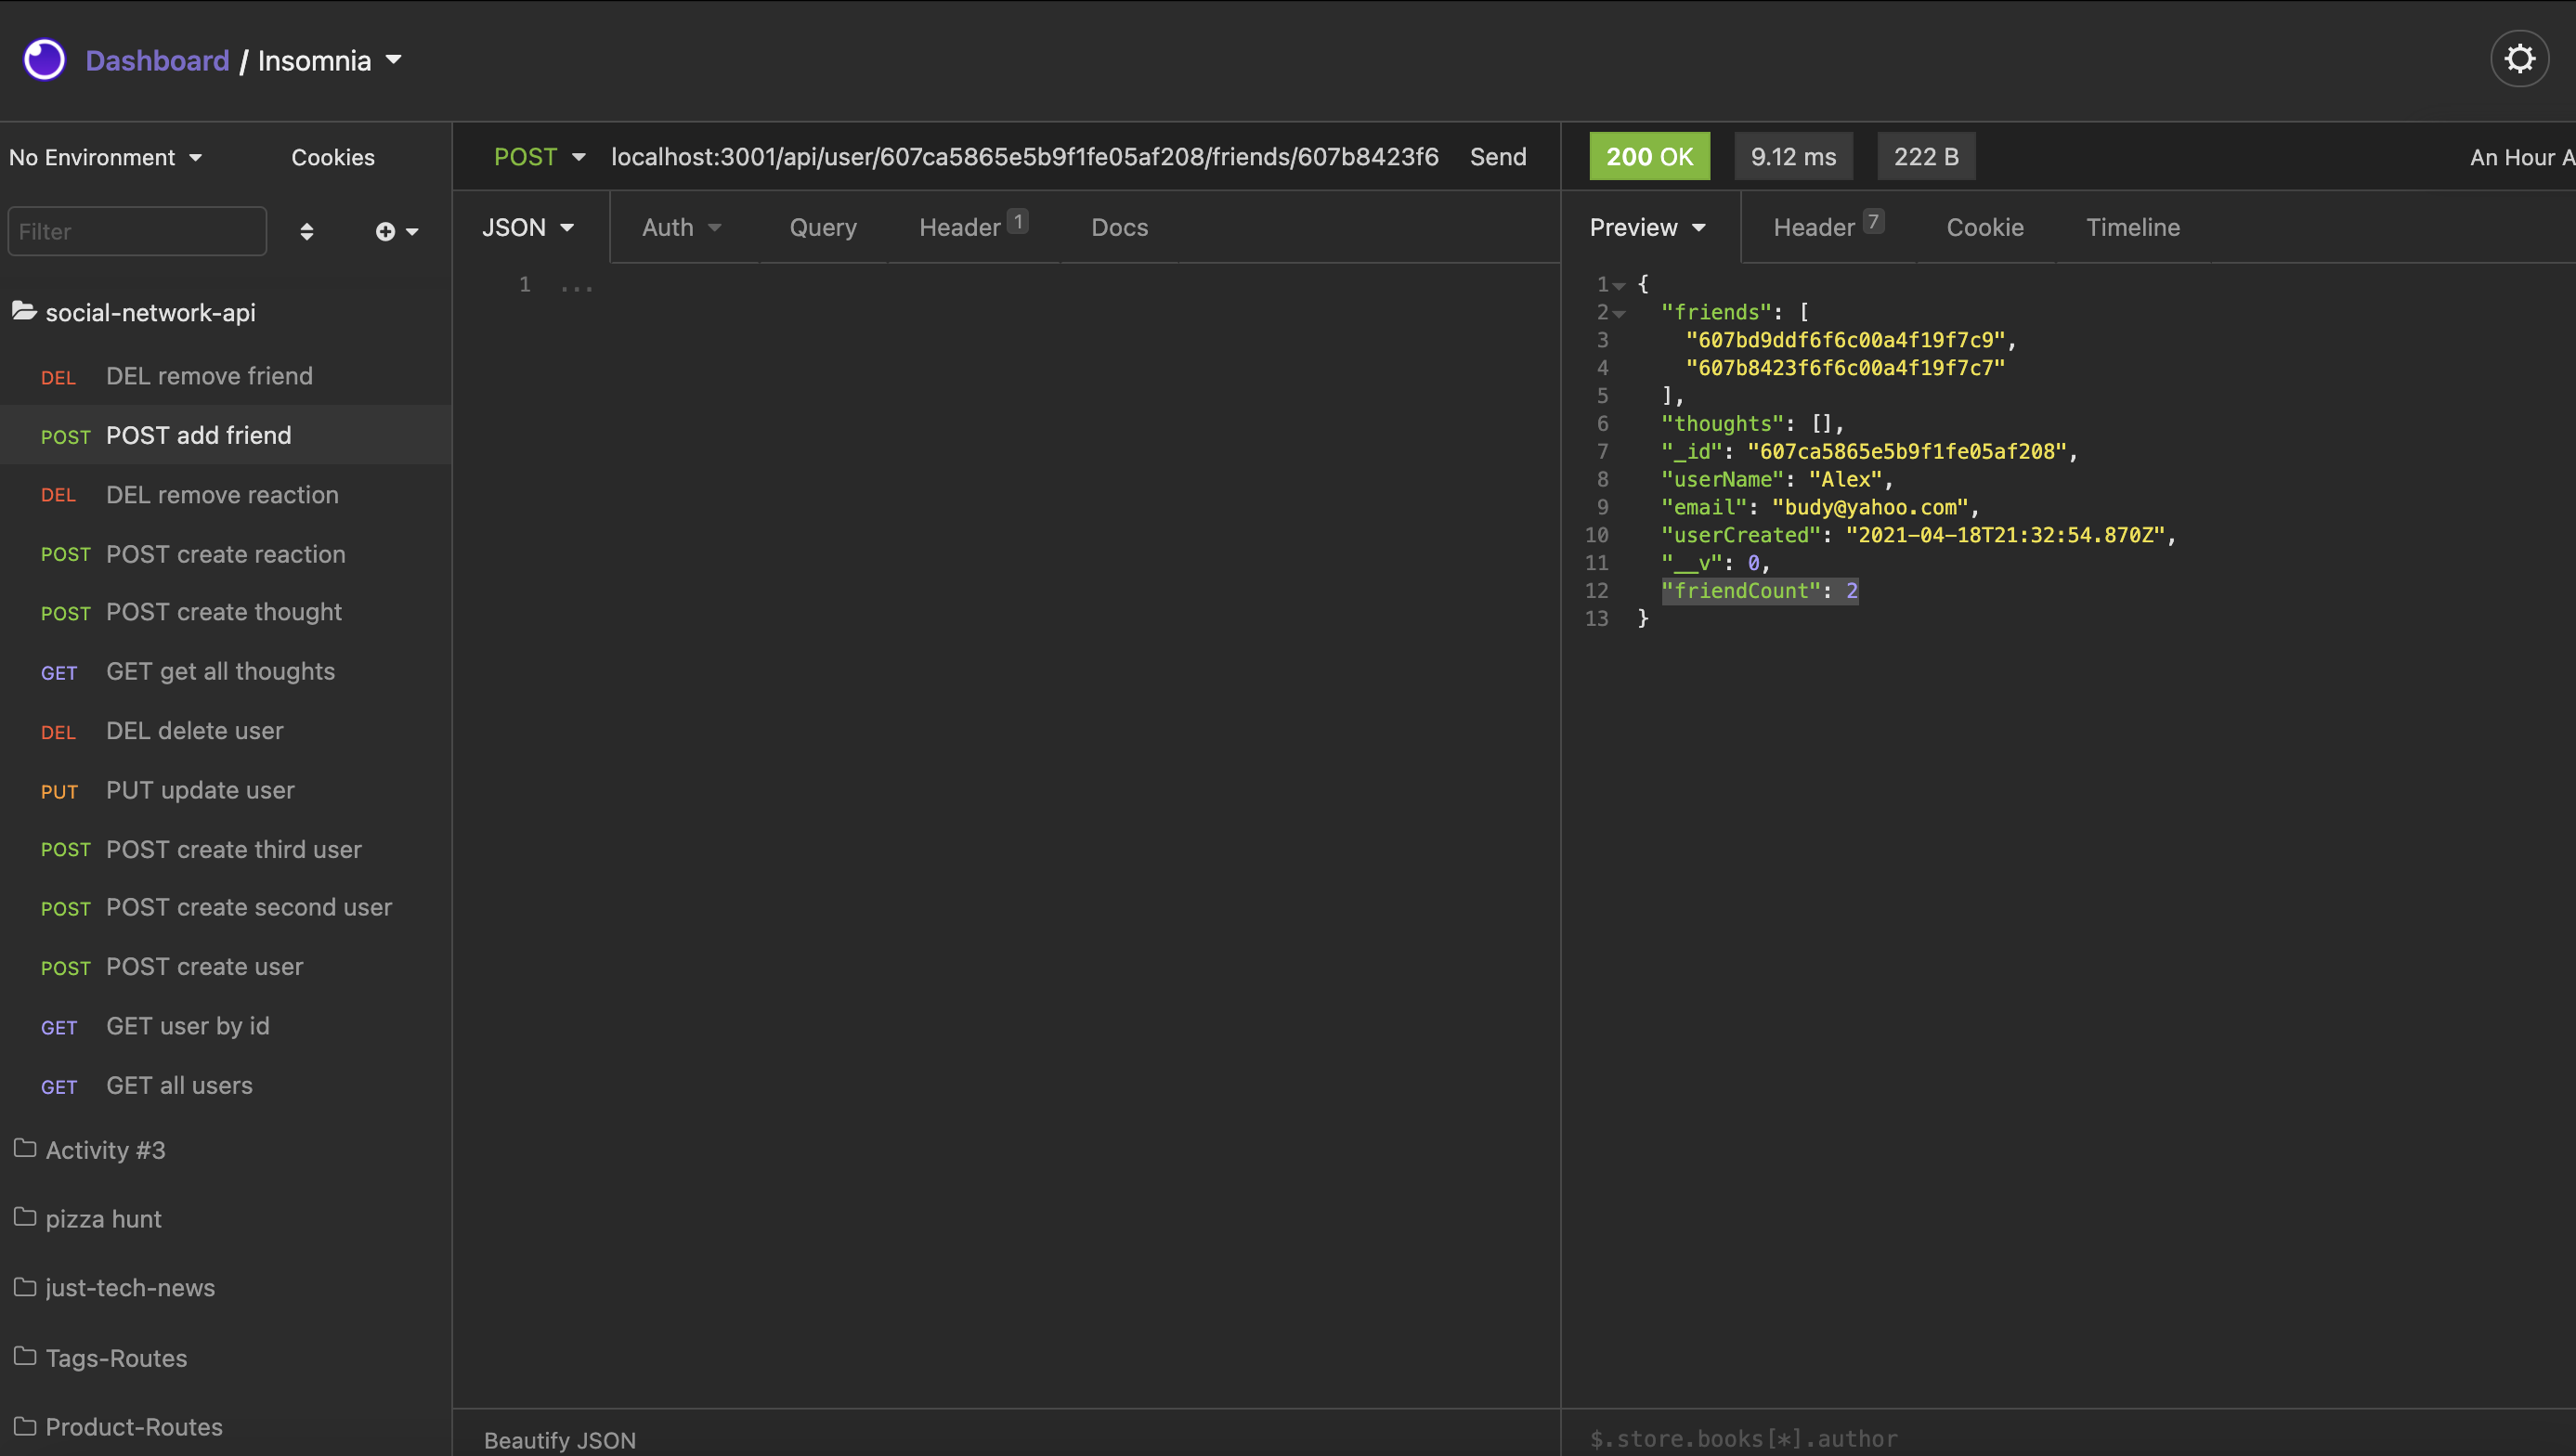 Dashboard / Insomnia
No Environment
Cookies
Filter
social-network-api
DEL DEL remove friend
POST POST add friend
DEL DEL remove reaction
POST POST create reaction
POST POST create thought
GET GET get all thoughts
DEL DEL delete user
PUT PUT update user
POST POST create third user
POST POST create second user
POST POST create user
GET GET user by id
GET GET all users
Activity #3
pizza hunt
just-tech-news
Tags-Routes
Product-Routes
POST localhost:3001/api/user/607ca5865e5b9f1fe05af208/friends/607b8423f6 Send
JSON Auth Query Header 1 Docs
1 ...
Beautify JSON
200 OK 9.12 ms 222 B An Hour A
Preview Header 7 Cookie Timeline
1 {
2 "friends": [
3 "607bd9ddf6f6c00a4f19f7c9",
4 "607b8423f6f6c00a4f19f7c7"
5 ],
6 "thoughts": [],
7 "_id": "607ca5865e5b9f1fe05af208",
8 "userName": "Alex",
9 "email": "budy@yahoo.com",
10 "userCreated": "2021-04-18T21:32:54.870Z",
11 "__v": 0,
12 "friendCount": 2
13 }
$.store.books[*].author